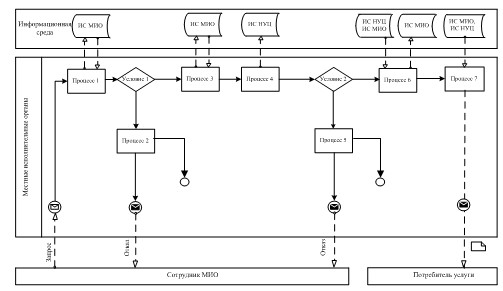 Информационная
среда
ИС МИО
ИС МИО
ИС НУЦ
ИС НУЦ
ИС МИО
ИС МИО
ИС МИО,
ИС НУЦ
Местные исполнительные органы
Процесс 1
Условие 1
Процесс 3
Процесс 4
Условие 2
Процесс 6
Процесс 7
Процесс 2
Процесс 5
Запрос
Отказ
Отказ
Сотрудник МИО
Потребитель услуги